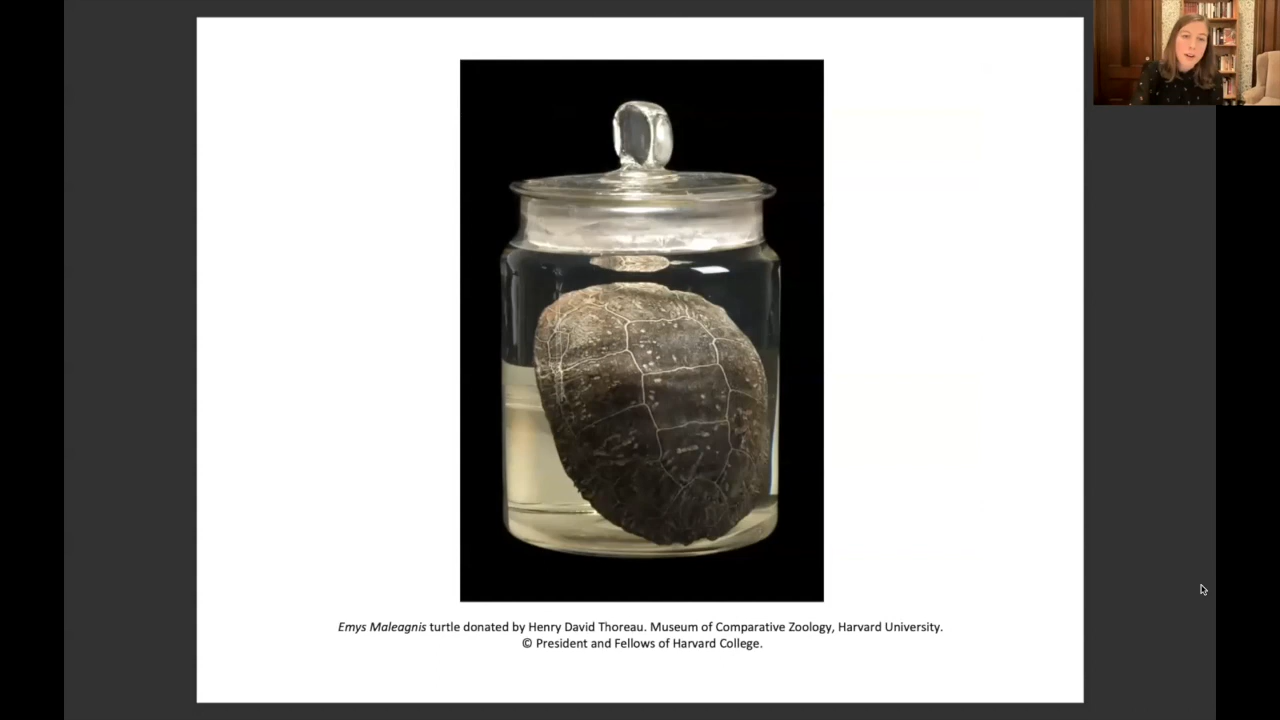 Emys Maleagnis turtle donated by Henry David Thoreau. Museum of Comparative Zoology, Harvard University.
© President and Fellows of Harvard College.